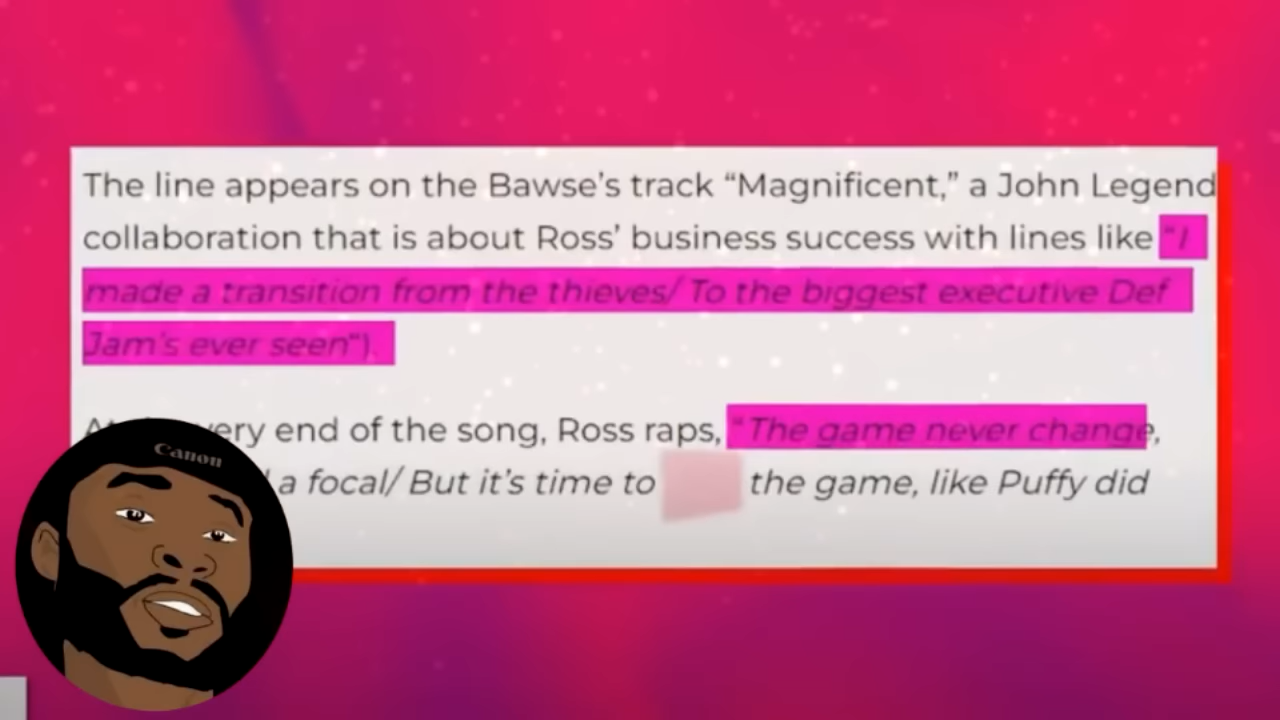 The line appears on the Bawse’s track “Magnificent,” a John Legend
collaboration that is about Ross’ business success with lines like “I
made a transition from the thieves/ To the biggest executive Def
Jam’s ever seen“).
very end of the song, Ross raps, “The game never change,
a focal/ But it’s time to the game, like Puffy did
Canon